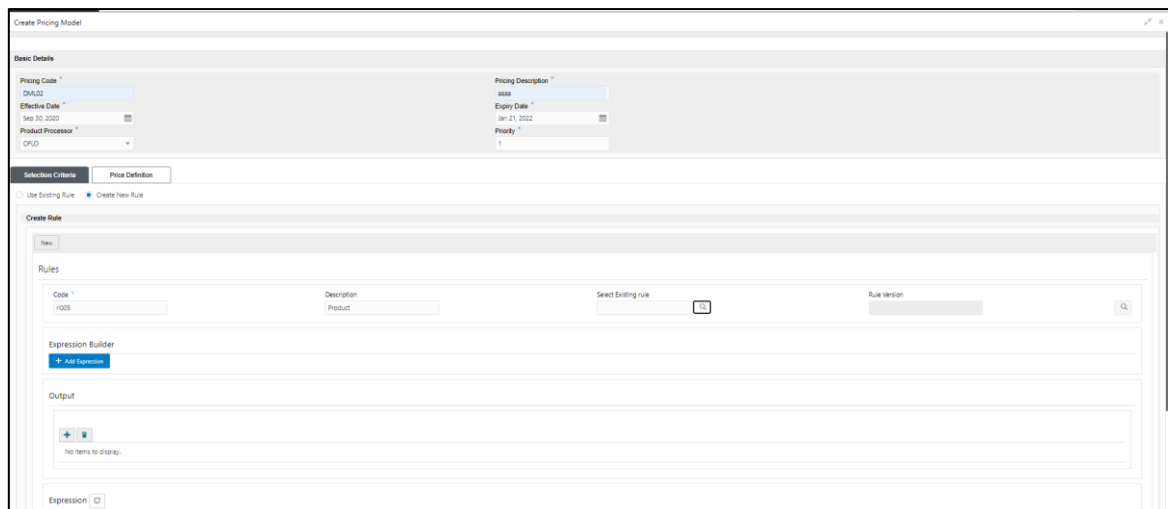 Create Pricing Model
Basic Details
Pricing Code * Pricing Description *
DML02 aaaa
Effective Date * Expiry Date *
Sep 30, 2020 Jan 21, 2022
Product Processor * Priority *
OFLO 1
Selection Criteria Price Definition
Use Existing Rule Create New Rule
Create Rule
New
Rules
Code * Description Select Existing rule Rule Version
rl005 Product
Expression Builder
+ Add Expression
Output
No items to display.
Expression